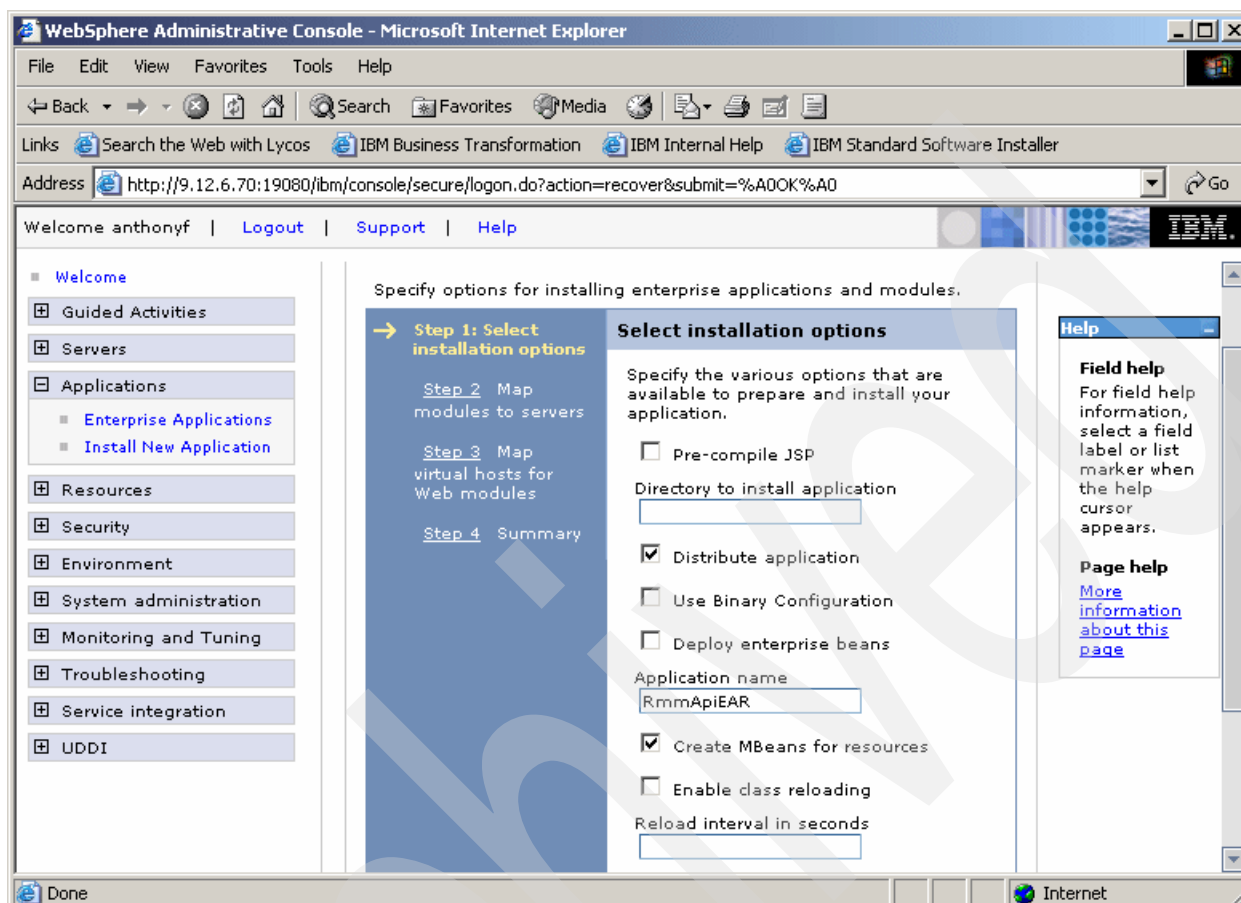 WebSphere Administrative Console - Microsoft Internet Explorer
File Edit View Favorites Tools Help
Back Search Favorites Media
Links Search the Web with Lycos IBM Business Transformation IBM Internal Help IBM Standard Software Installer
Address http://9.12.6.70:19080/ibm/console/secure/logon.do?action=recover&submit=%A0OK%A0 Go
Welcome anthonyf | Logout | Support | Help IBM.
Welcome
Guided Activities
Servers
Applications
Enterprise Applications
Install New Application
Resources
Security
Environment
System administration
Monitoring and Tuning
Troubleshooting
Service integration
UDDI
Specify options for installing enterprise applications and modules.
Step 1: Select
installation options
Step 2 Map
modules to servers
Step 3 Map
virtual hosts for
Web modules
Step 4 Summary
Select installation options
Specify the various options that are
available to prepare and install your
application.
Pre-compile JSP
Directory to install application
Distribute application
Use Binary Configuration
Deploy enterprise beans
Application name
RmmApiEAR
Create MBeans for resources
Enable class reloading
Reload interval in seconds
Help
Field help
For field help
information,
select a field
label or list
marker when
the help
cursor
appears.
Page help
More
information
about this
page
Done Internet